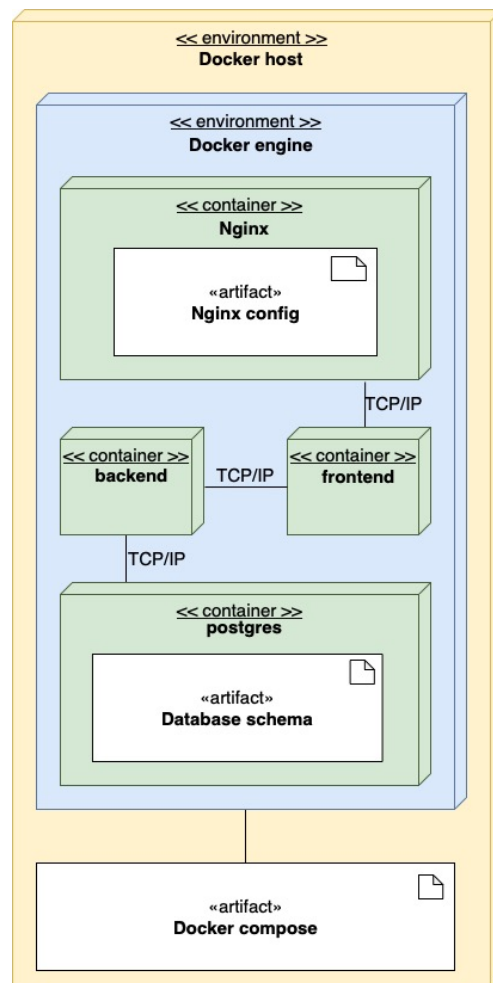 << environment >>
Docker host
<< environment >>
Docker engine
<< container >>
Nginx
«artifact»
Nginx config
TCP/IP
<< container >>
backend
TCP/IP
<< container >>
frontend
TCP/IP
<< container >>
postgres
«artifact»
Database schema
«artifact»
Docker compose